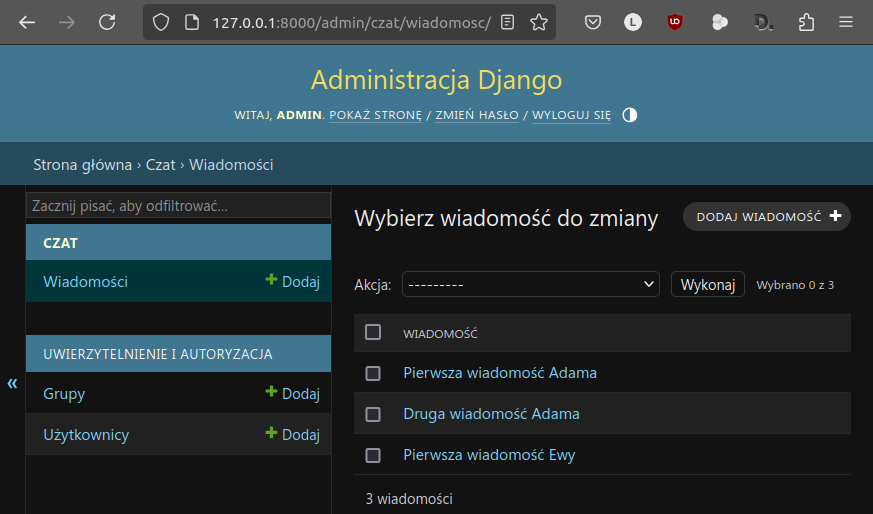 127.0.0.1:8000/admin/czat/wiadomosc/
L
Administracja Django
WITAJ, ADMIN. POKAŻ STRONĘ / ZMIEŃ HASŁO / WYLOGUJ SIĘ
Strona główna › Czat › Wiadomości
Zacznij pisać, aby odfiltrować...
CZAT
Wiadomości
Dodaj
UWIERZYTELNIENIE I AUTORYZACJA
Grupy
Dodaj
Użytkownicy
Dodaj
«
Wybierz wiadomość do zmiany
DODAJ WIADOMOŚĆ
Akcja: --------- Wykonaj Wybrano 0 z 3
WIADOMOŚĆ
Pierwsza wiadomość Adama
Druga wiadomość Adama
Pierwsza wiadomość Ewy
3 wiadomości